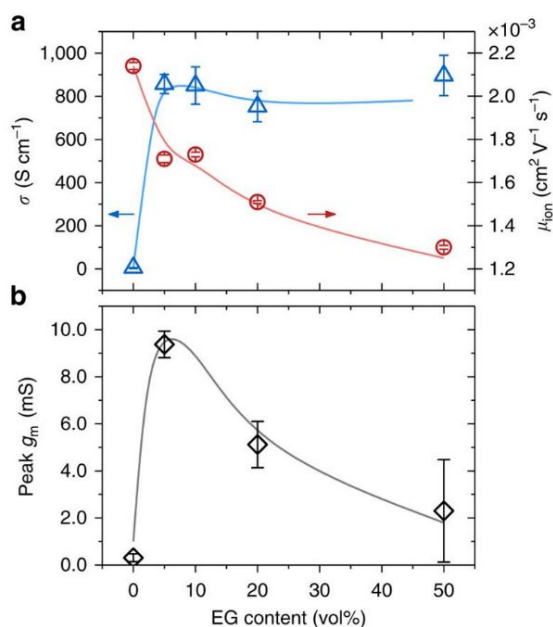 a
×10⁻³
1,000
800
600
400
200
0
σ (S cm⁻¹)
2.2
2.0
1.8
1.6
1.4
1.2
μion (cm² V⁻¹ s⁻¹)
b
10.0
8.0
6.0
4.0
2.0
0.0
Peak gm (mS)
0 10 20 30 40 50
EG content (vol%)